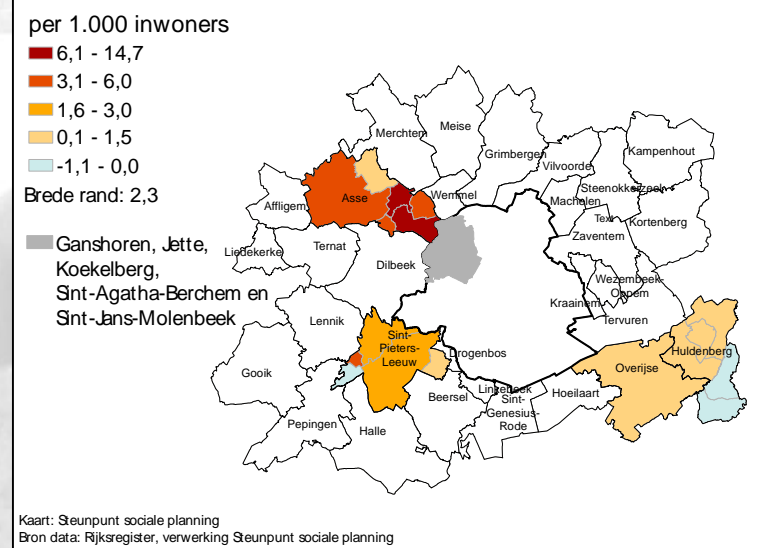 per 1.000 inwoners
6,1 - 14,7
3,1 - 6,0
1,6 - 3,0
0,1 - 1,5
-1,1 - 0,0
Brede rand: 2,3
Ganshoren, Jette,
Koekelberg,
Sint-Agatha-Berchem en
Sint-Jans-Molenbeek
Merchtem
Meise
Grimbergen
Vilvoorde
Kampenhout
Steenokkerzeel
Machelen
Text
Kortenberg
Zaventem
Asse
Wemmel
Affligem
Liedekerke
Ternat
Dilbeek
Wezembeek-
Oppem
Kraainem
Tervuren
Lennik
Sint-
Pieters-
Leeuw
Drogenbos
Huldenberg
Overijse
Gooik
Linkebeek
Hoeilaart
Beersel
Sint-
Genesius-
Rode
Pepingen
Halle
Kaart: Steunpunt sociale planning
Bron data: Rijksregister, verwerking Steunpunt sociale planning